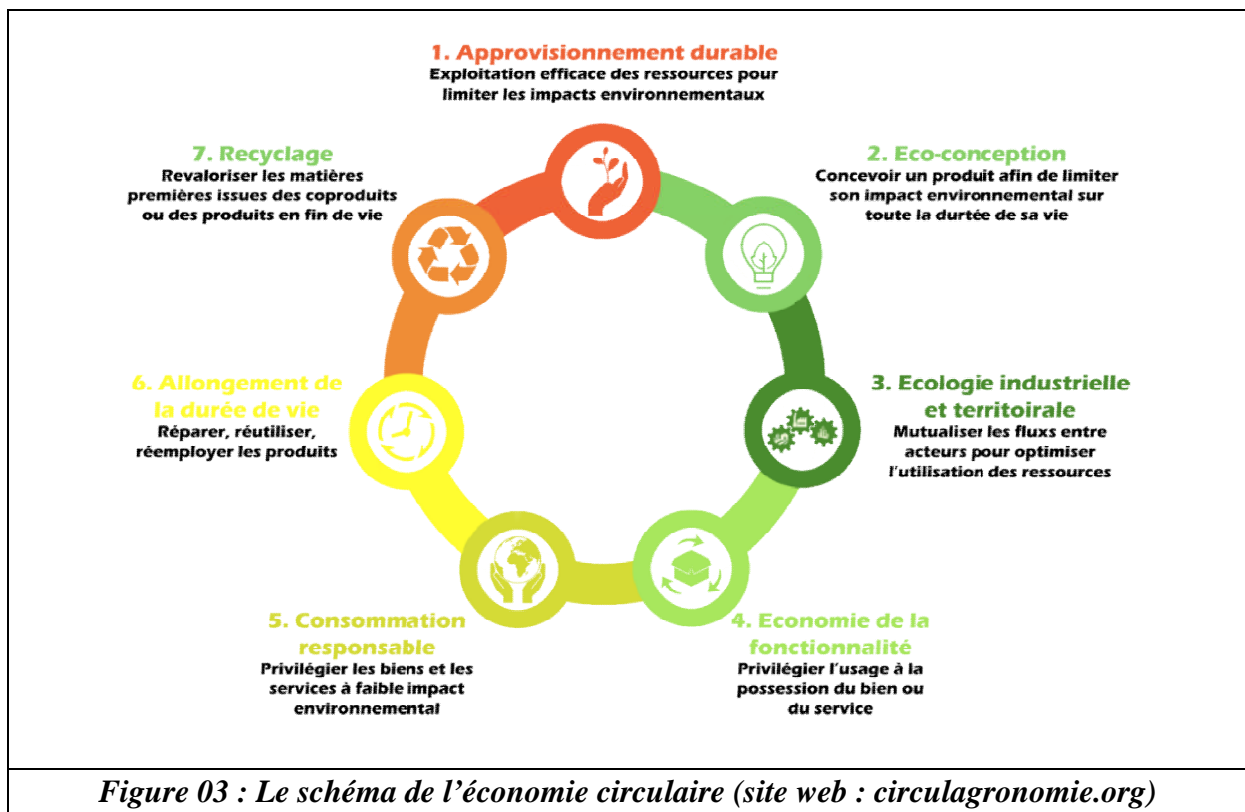 1. Approvisionnement durable
Exploitation efficace des ressources pour
limiter les impacts environnementaux
2. Eco-conception
Concevoir un produit afin de limiter
son impact environnemental sur
toute la durtée de sa vie
3. Ecologie industrielle
et territoirale
Mutualiser les fluxs entre
acteurs pour optimiser
l'utilisation des ressources
4. Economie de la
fonctionnalité
Privilégier l'usage à la
possession du bien ou
du service
5. Consommation
responsable
Privilégier les biens et les
services à faible impact
environnemental
6. Allongement de
la durée de vie
Réparer, réutiliser,
réemployer les produits
7. Recyclage
Revaloriser les matières
premières issues des coproduits
ou des produits en fin de vie
Figure 03 : Le schéma de l'économie circulaire (site web : circulagronomie.org)